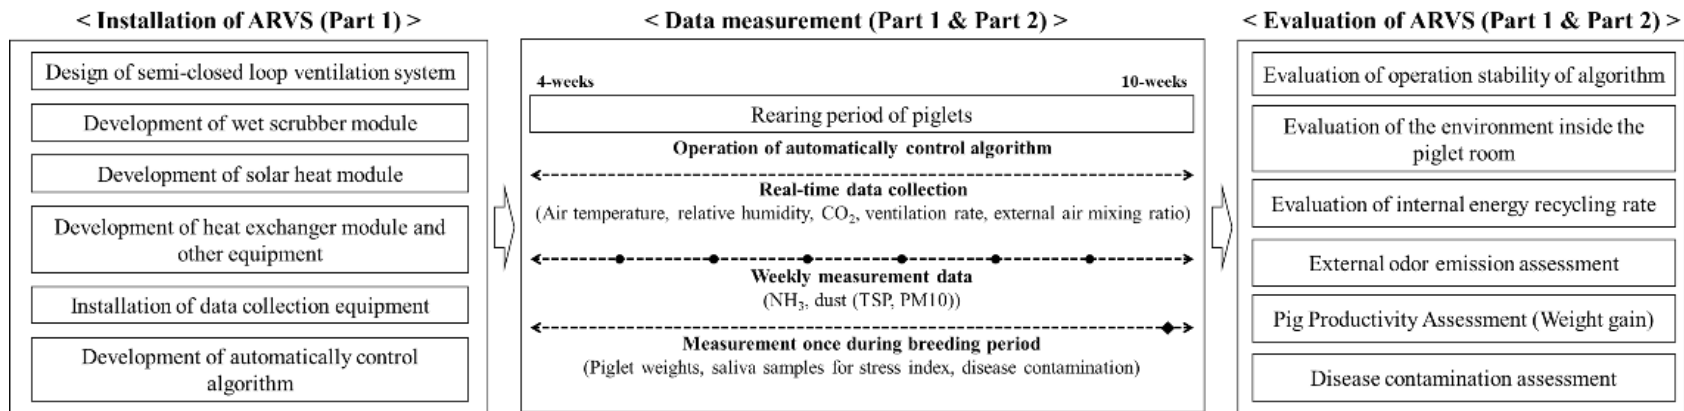 < Installation of ARVS (Part 1) >
Design of semi-closed loop ventilation system
Development of wet scrubber module
Development of solar heat module
Development of heat exchanger module and
other equipment
Installation of data collection equipment
Development of automatically control
algorithm
< Data measurement (Part 1 & Part 2) >
4-weeks
10-weeks
Rearing period of piglets
Operation of automatically control algorithm
Real-time data collection
(Air temperature, relative humidity, CO₂, ventilation rate, external air mixing ratio)
Weekly measurement data
(NH₃, dust (TSP, PM10))
Measurement once during breeding period
(Piglet weights, saliva samples for stress index, disease contamination)
< Evaluation of ARVS (Part 1 & Part 2) >
Evaluation of operation stability of algorithm
Evaluation of the environment inside the
piglet room
Evaluation of internal energy recycling rate
External odor emission assessment
Pig Productivity Assessment (Weight gain)
Disease contamination assessment